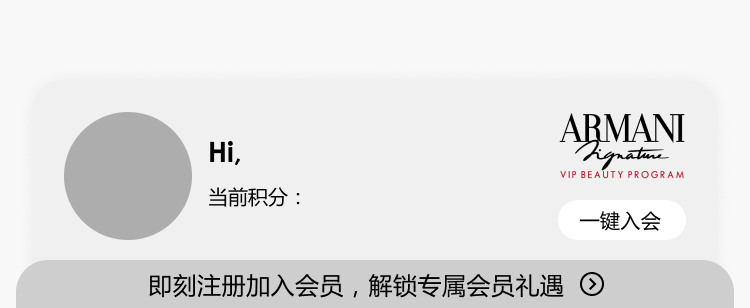 Hi,
当前积分：
ARMANI
Signature
VIP BEAUTY PROGRAM
一键入会
即刻注册加入会员，解锁专属会员礼遇